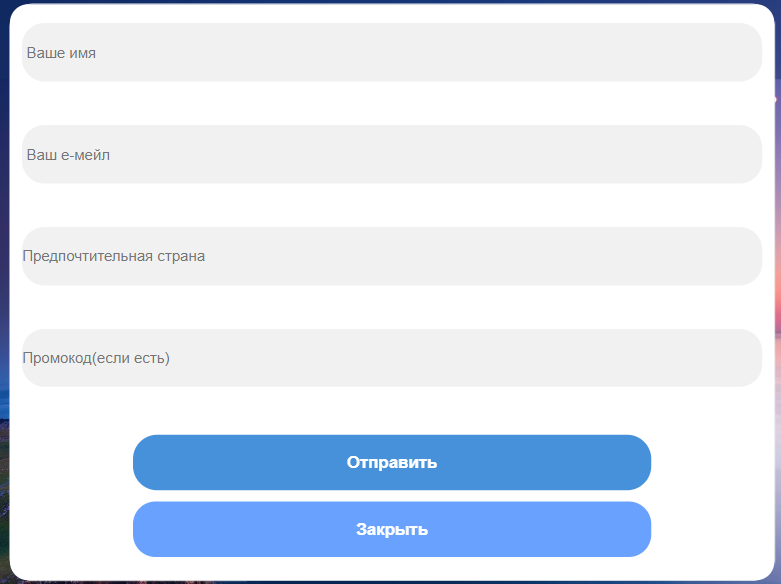 Ваше имя
Ваш е-мейл
Предпочтительная страна
Промокод(если есть)
Отправить
Закрыть